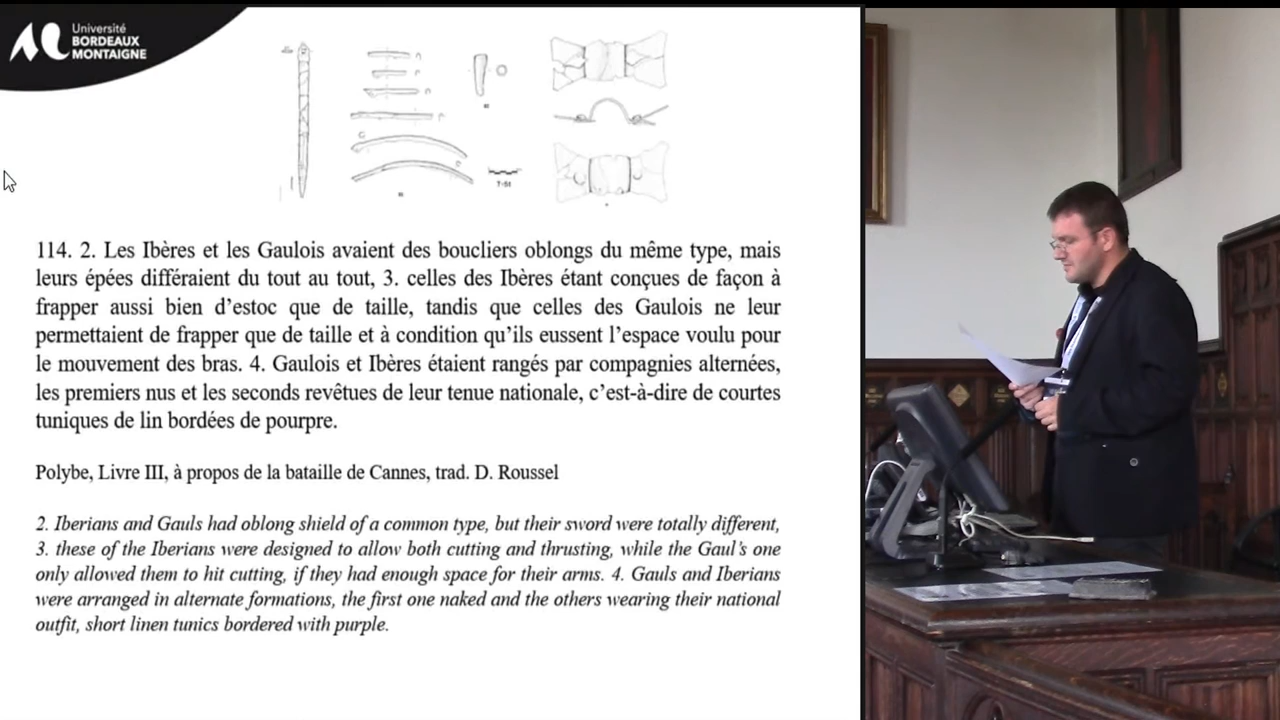 Université
BORDEAUX
MONTAIGNE
7-51
114. 2. Les Ibères et les Gaulois avaient des boucliers oblongs du même type, mais
leurs épées différaient du tout au tout, 3. celles des Ibères étant conçues de façon à
frapper aussi bien d’estoc que de taille, tandis que celles des Gaulois ne leur
permettaient de frapper que de taille et à condition qu’ils eussent l’espace voulu pour
le mouvement des bras. 4. Gaulois et Ibères étaient rangés par compagnies alternées,
les premiers nus et les seconds revêtues de leur tenue nationale, c’est-à-dire de courtes
tuniques de lin bordées de pourpre.
Polybe, Livre III, à propos de la bataille de Cannes, trad. D. Roussel
2. Iberians and Gauls had oblong shield of a common type, but their sword were totally different,
3. these of the Iberians were designed to allow both cutting and thrusting, while the Gaul’s one
only allowed them to hit cutting, if they had enough space for their arms. 4. Gauls and Iberians
were arranged in alternate formations, the first one naked and the others wearing their national
outfit, short linen tunics bordered with purple.